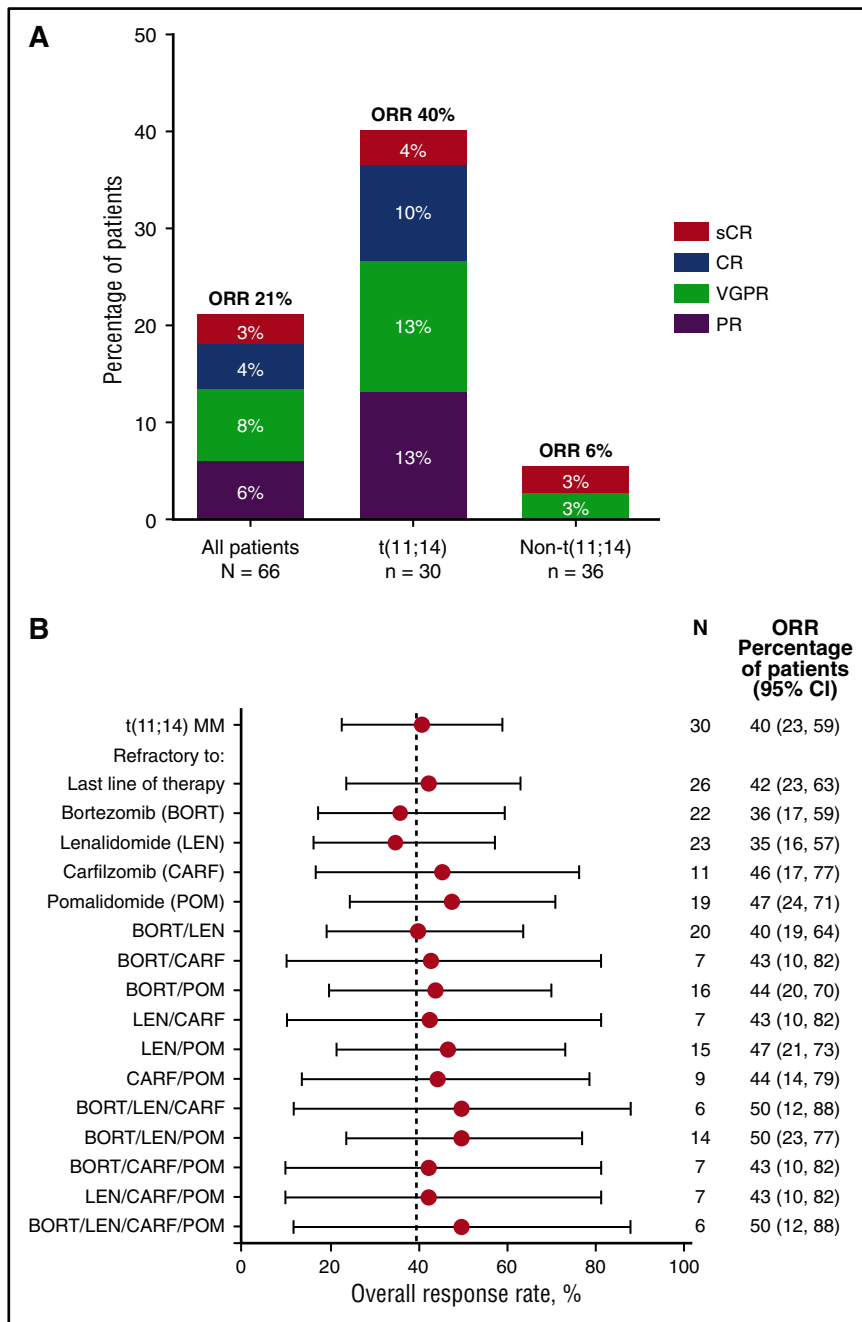 A
Percentage of patients
50
40
30
20
10
0
ORR 21%
3%
4%
8%
6%
ORR 40%
4%
10%
13%
13%
ORR 6%
3%
3%
All patients
N = 66
t(11;14)
n = 30
Non-t(11;14)
n = 36
sCR
CR
VGPR
PR
B
N
ORR
Percentage
of patients
(95% CI)
t(11;14) MM 30 40 (23, 59)
Refractory to:
Last line of therapy 26 42 (23, 63)
Bortezomib (BORT) 22 36 (17, 59)
Lenalidomide (LEN) 23 35 (16, 57)
Carfilzomib (CARF) 11 46 (17, 77)
Pomalidomide (POM) 19 47 (24, 71)
BORT/LEN 20 40 (19, 64)
BORT/CARF 7 43 (10, 82)
BORT/POM 16 44 (20, 70)
LEN/CARF 7 43 (10, 82)
LEN/POM 15 47 (21, 73)
CARF/POM 9 44 (14, 79)
BORT/LEN/CARF 6 50 (12, 88)
BORT/LEN/POM 14 50 (23, 77)
BORT/CARF/POM 7 43 (10, 82)
LEN/CARF/POM 7 43 (10, 82)
BORT/LEN/CARF/POM 6 50 (12, 88)
0 20 40 60 80 100
Overall response rate, %